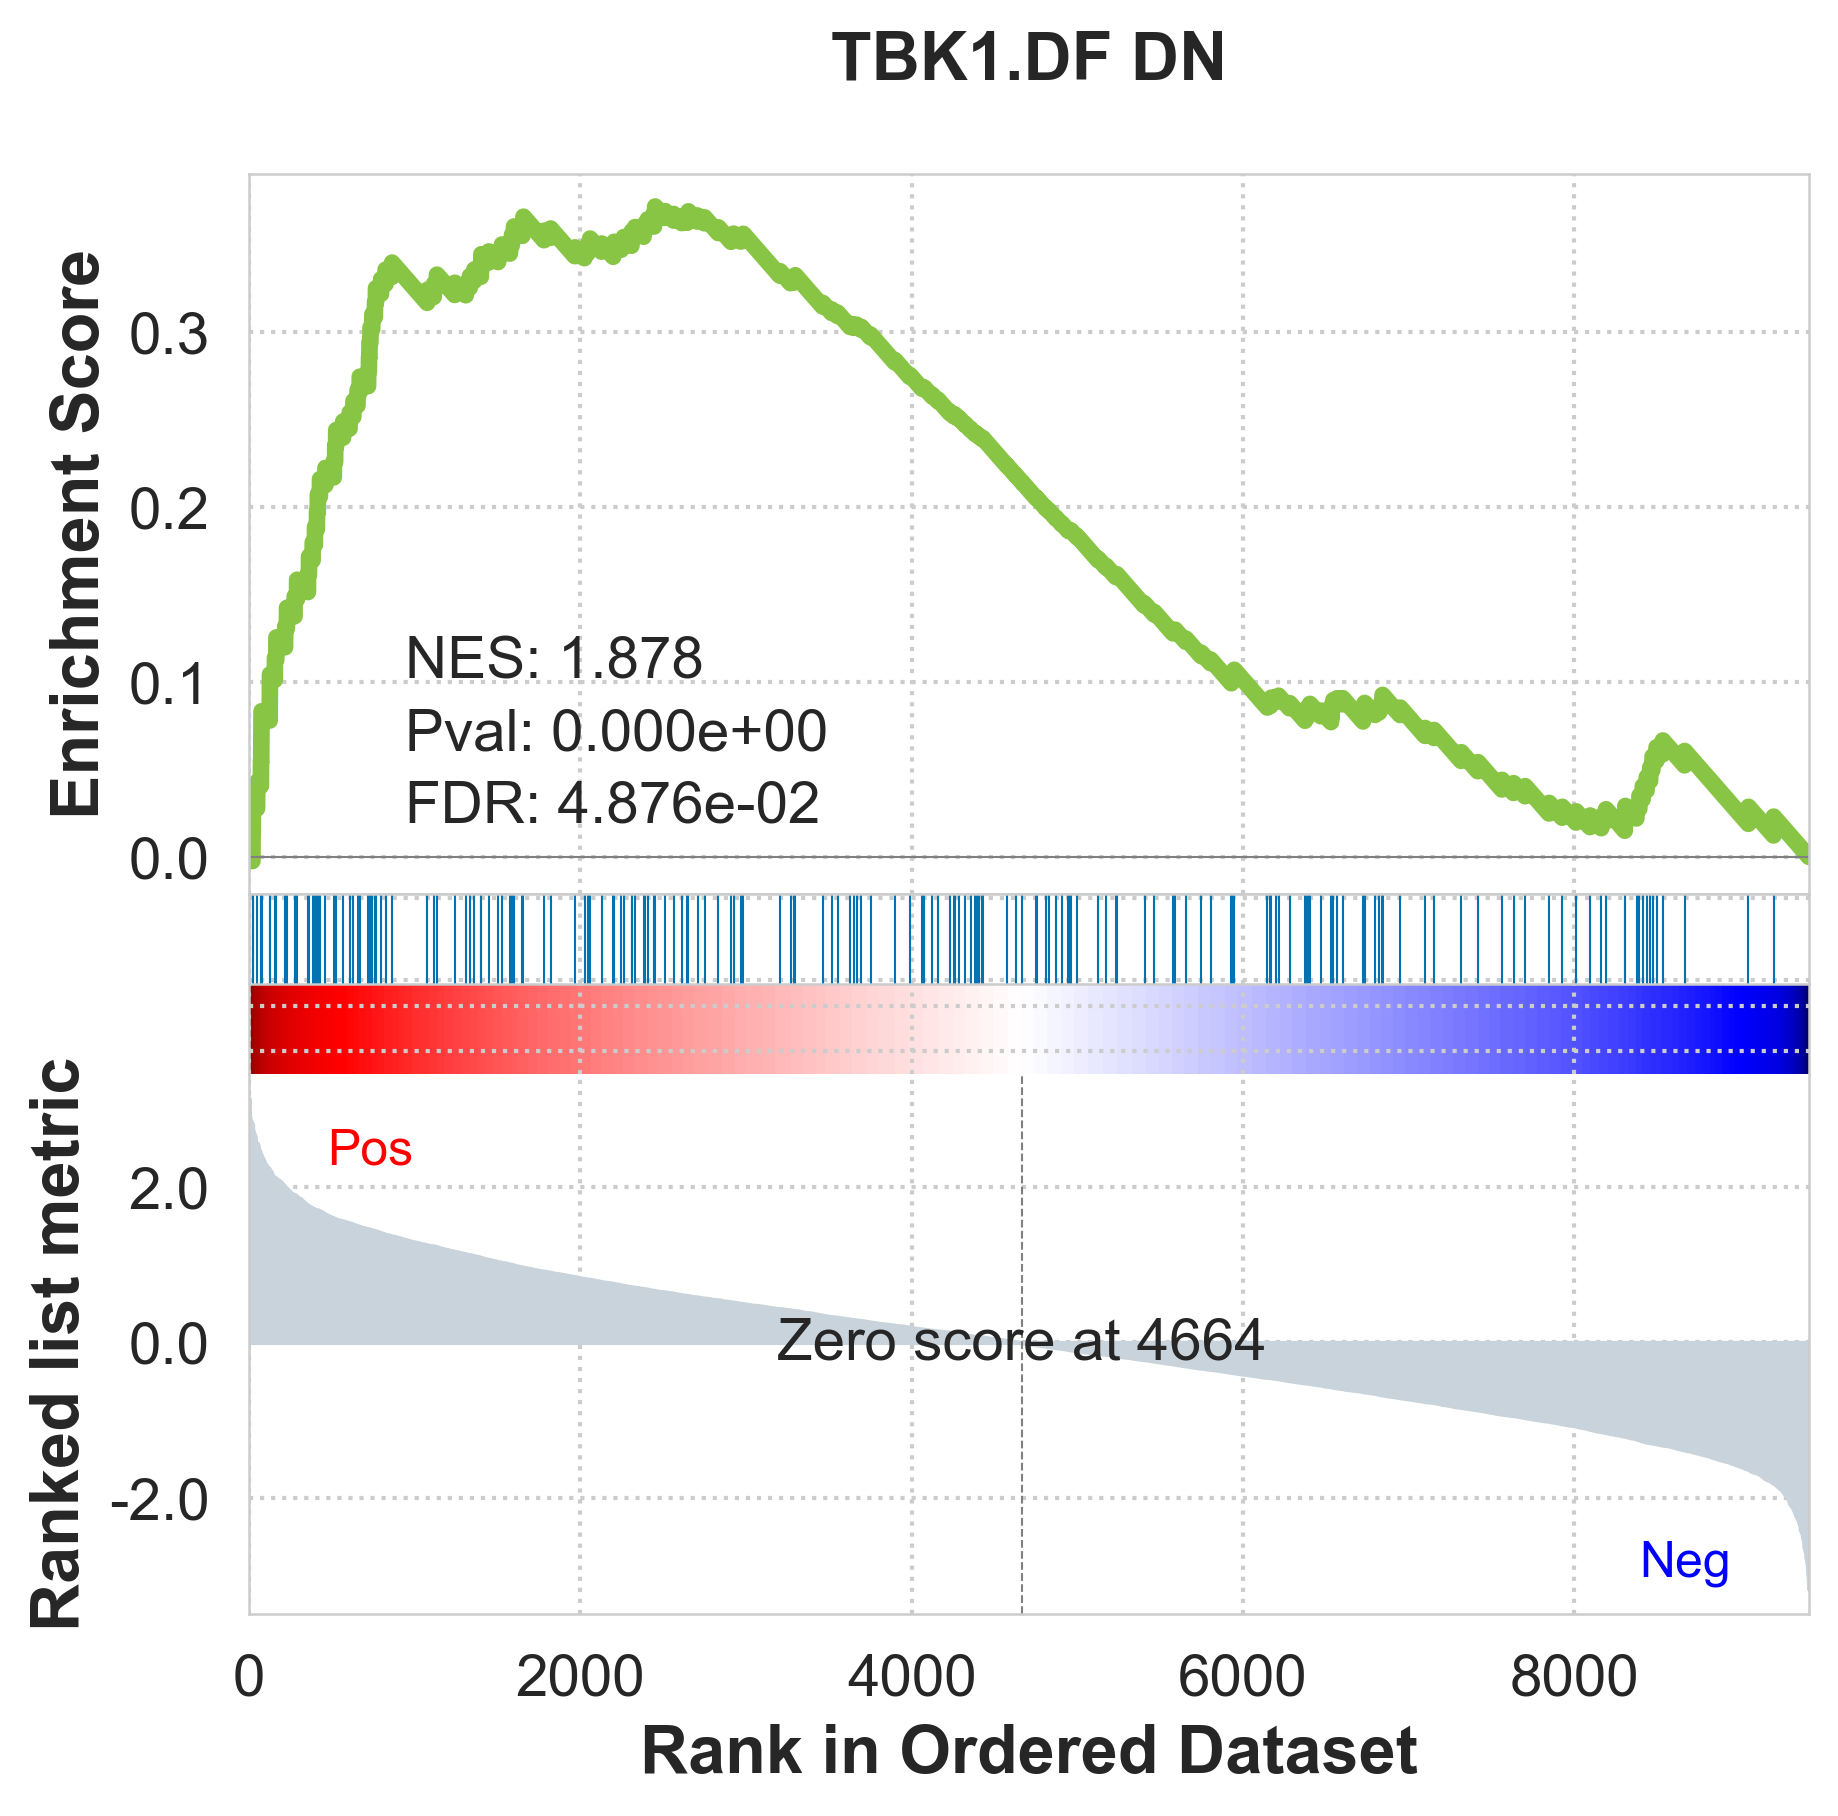 TBK1.DF DN
Enrichment Score
0.3
0.2
0.1
0.0
NES: 1.878
Pval: 0.000e+00
FDR: 4.876e-02
Ranked list metric
Pos
2.0
0.0
-2.0
Zero score at 4664
Neg
0 2000 4000 6000 8000
Rank in Ordered Dataset